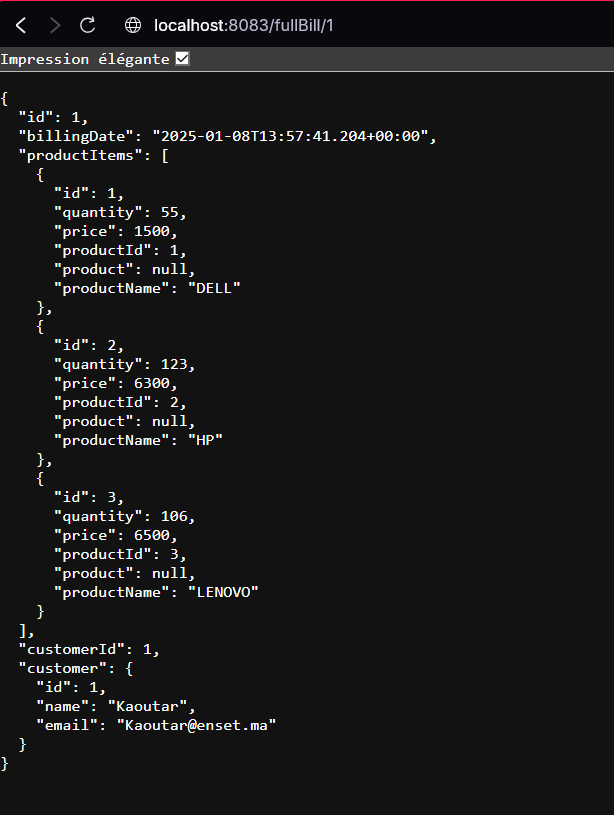 localhost:8083/fullBill/1
Impression élégante
{
  "id": 1,
  "billingDate": "2025-01-08T13:57:41.204+00:00",
  "productItems": [
    {
      "id": 1,
      "quantity": 55,
      "price": 1500,
      "productId": 1,
      "product": null,
      "productName": "DELL"
    },
    {
      "id": 2,
      "quantity": 123,
      "price": 6300,
      "productId": 2,
      "product": null,
      "productName": "HP"
    },
    {
      "id": 3,
      "quantity": 106,
      "price": 6500,
      "productId": 3,
      "product": null,
      "productName": "LENOVO"
    }
  ],
  "customerId": 1,
  "customer": {
    "id": 1,
    "name": "Kaoutar",
    "email": "Kaoutar@enset.ma"
  }
}